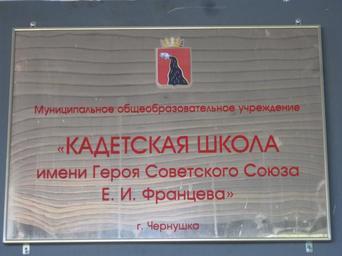 Муниципальное общеобразовательное учреждение
«КАДЕТСКАЯ ШКОЛА
имени Героя Советского Союза
Е. И. Францева»
г. Чернушка